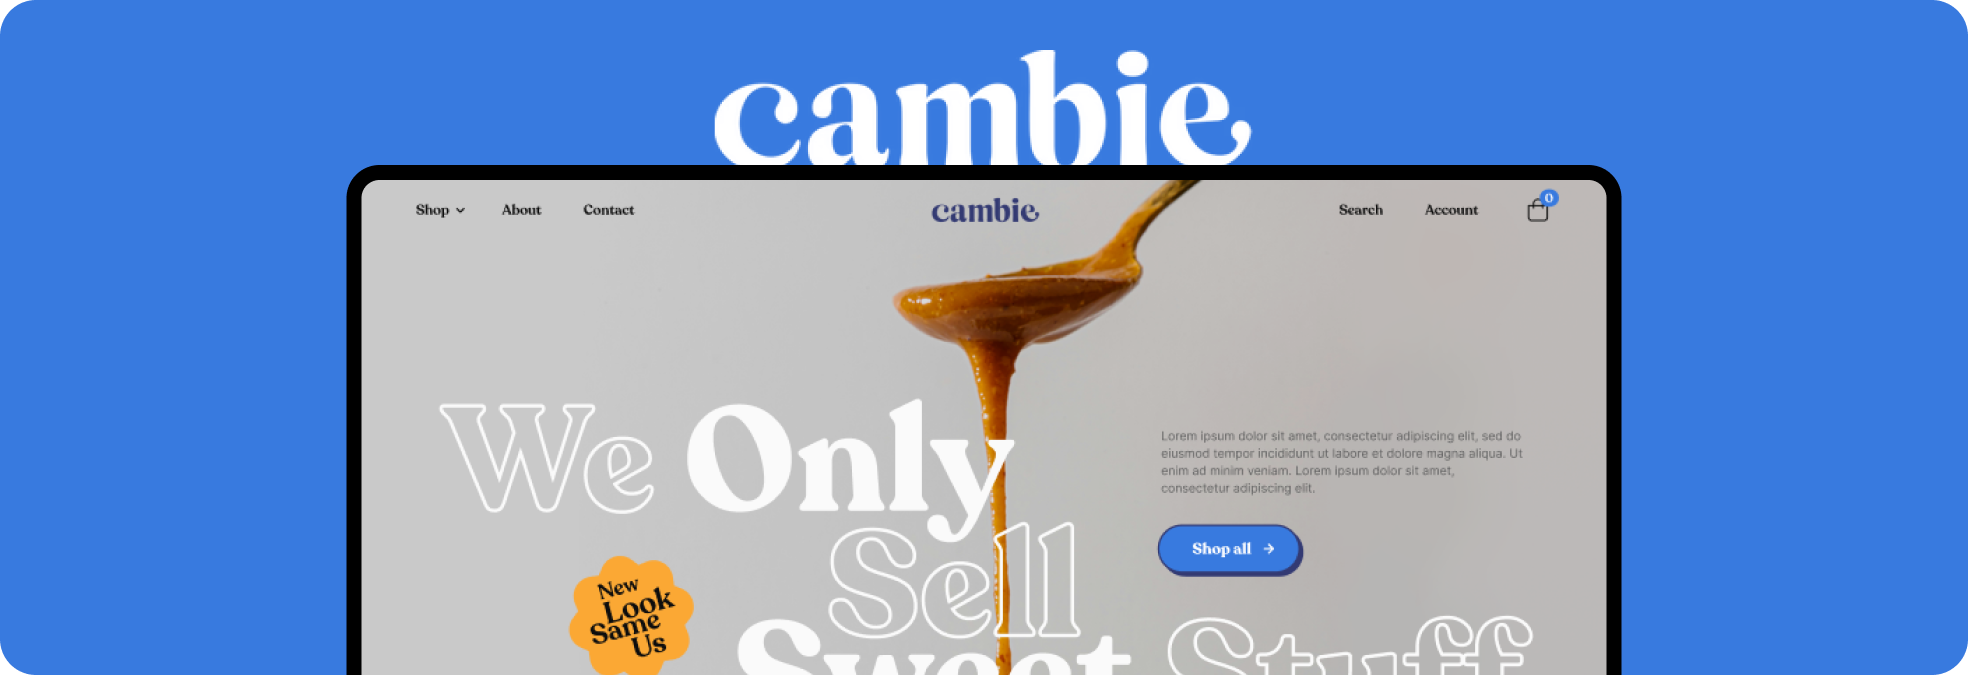 cambie
Shop
About
Contact
cambie
Search
Account
0
We Only
Sell
Sweet Stuff
Lorem ipsum dolor sit amet, consectetur adipiscing elit, sed do
eiusmod tempor incididunt ut labore et dolore magna aliqua. Ut
enim ad minim veniam. Lorem ipsum dolor sit amet,
consectetur adipiscing elit.
Shop all →
New
Look
Same
Us